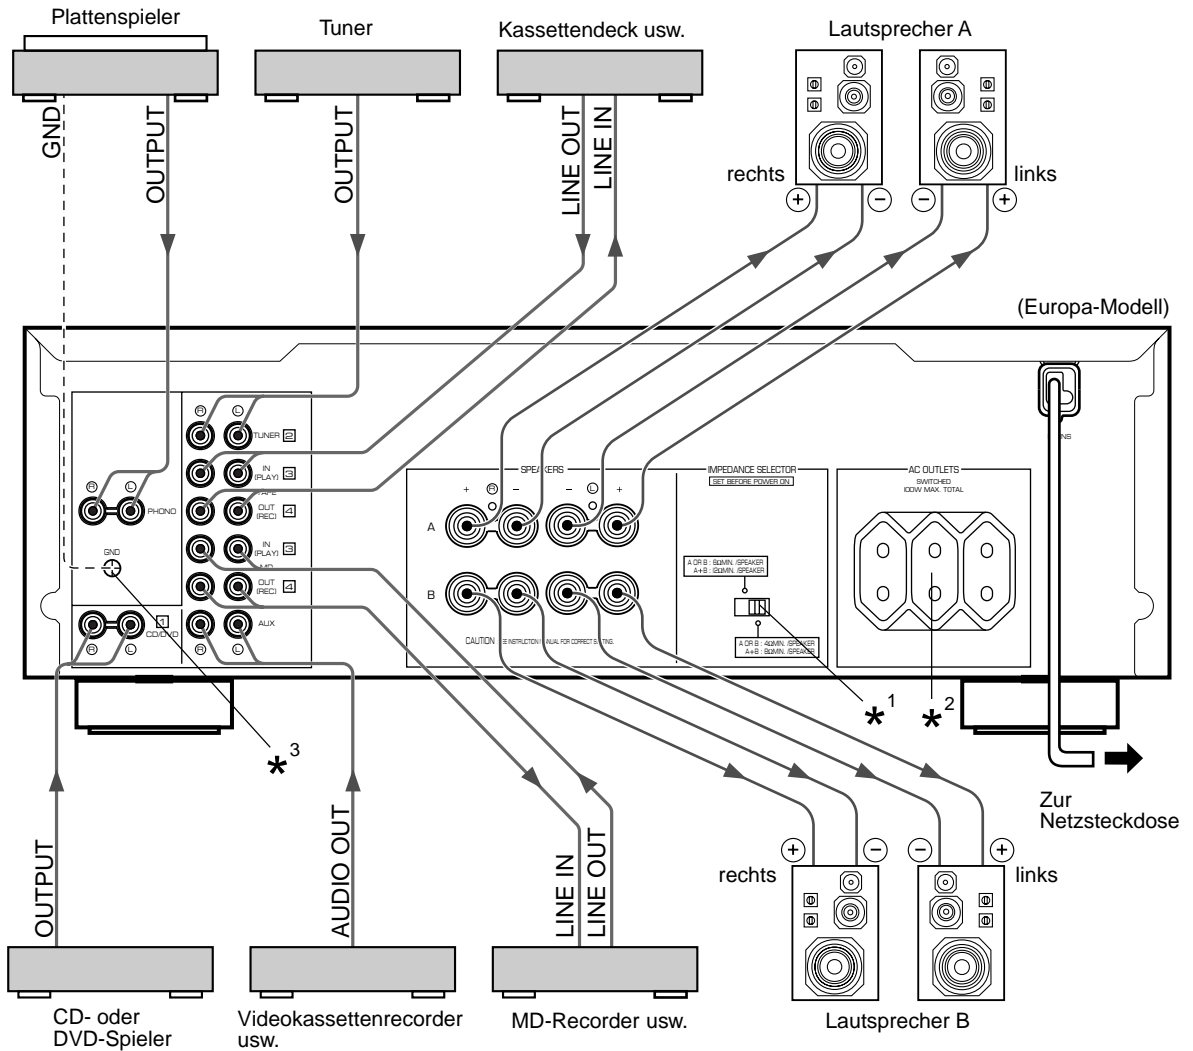 Plattenspieler
Tuner
Kassettendeck usw.
Lautsprecher A
GND
OUTPUT
OUTPUT
LINE OUT
LINE IN
rechts
links
+
−
−
+
(Europa-Modell)
R
L
TUNER 2
IN
(PLAY)
3
TAPE
OUT
(REC)
4
R
L
PHONO
IN
(PLAY)
3
MD
GND
OUT
(REC)
4
1
CD/DVD
AUX
R
L
R
L
SPEAKERS
+
R
−
−
L
+
A
B
IMPEDANCE SELECTOR
SET BEFORE POWER ON
A OR B : 8ΩMIN. /SPEAKER
A+B : 12ΩMIN. /SPEAKER
A OR B : 4ΩMIN. /SPEAKER
A+B : 8ΩMIN. /SPEAKER
AC OUTLETS
SWITCHED
100W MAX. TOTAL
*1
*2
*3
Zur
Netzsteckdose
OUTPUT
AUDIO OUT
LINE IN
LINE OUT
+
−
−
+
rechts
links
CD- oder
DVD-Spieler
Videokassettenrecorder
usw.
MD-Recorder usw.
Lautsprecher B